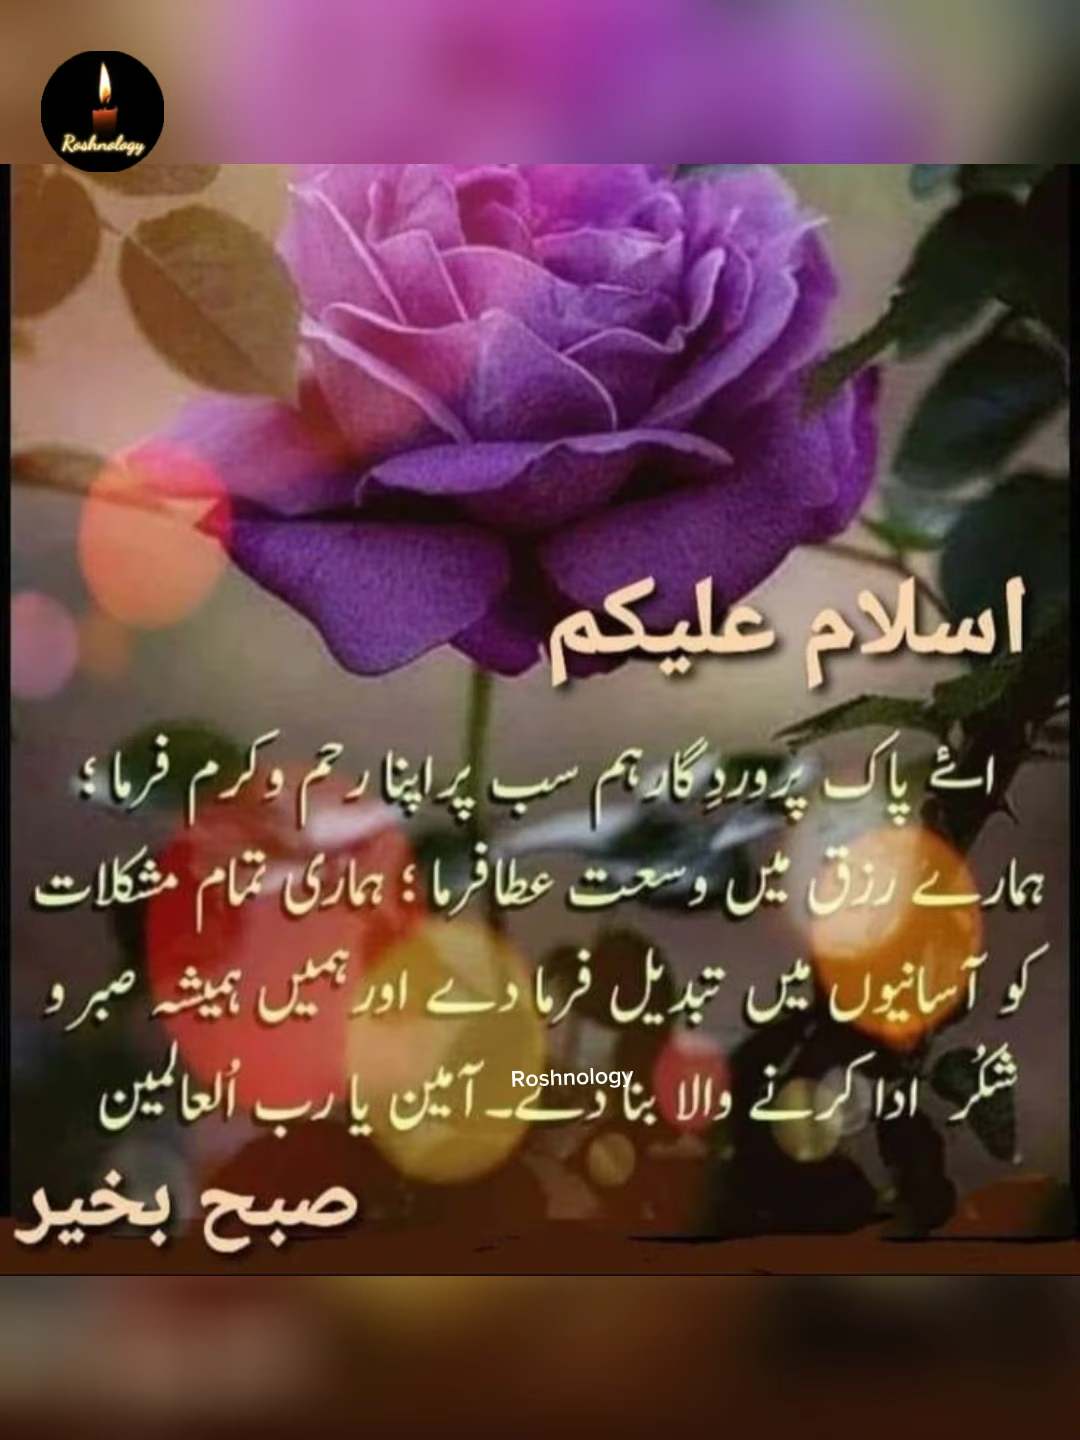 Roshnology
اسلام علیکم
ائے پاک پروردِگار ہم سب پر اپنا رحم و کرم فرما ؛
ہمارے رزق میں وسعت عطا فرما ؛ ہماری تمام مشکلات
کو آسانیوں میں تبدیل فرما دے اور ہمیں ہمیشہ صبر و
شکُر ادا کرنے والا بنا دے۔ آمین یا رب اُلعالمین
Roshnology
صبح بخیر